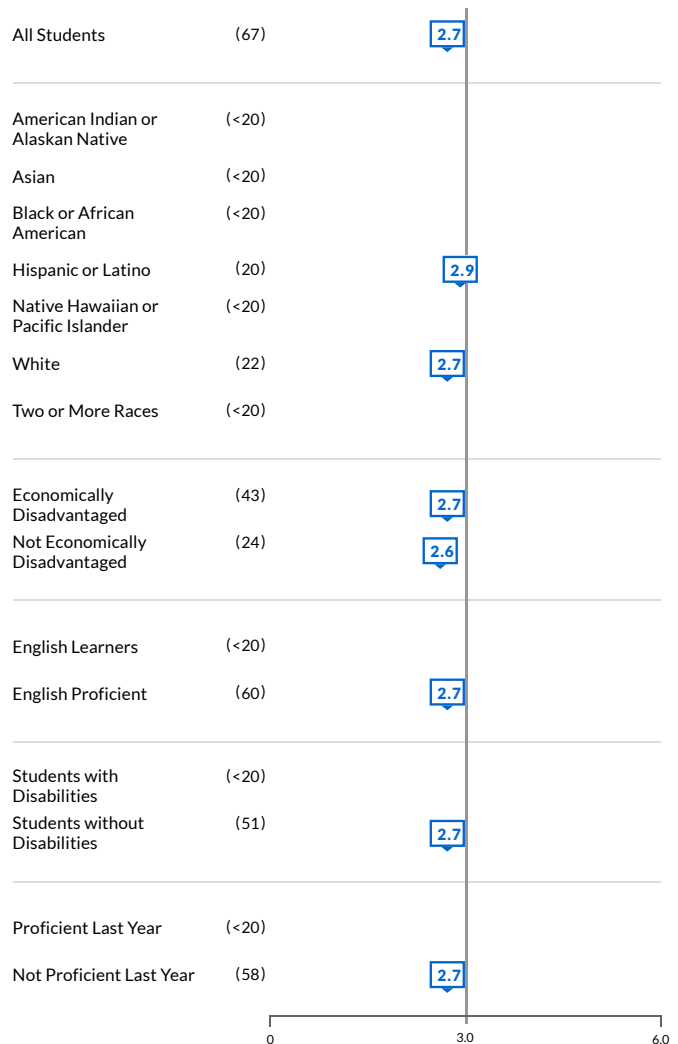 All Students (67) 2.7
American Indian or (<20)
Alaskan Native
Asian (<20)
Black or African (<20)
American
Hispanic or Latino (20) 2.9
Native Hawaiian or (<20)
Pacific Islander
White (22) 2.7
Two or More Races (<20)
Economically (43) 2.7
Disadvantaged
Not Economically (24) 2.6
Disadvantaged
English Learners (<20)
English Proficient (60) 2.7
Students with (<20)
Disabilities
Students without (51) 2.7
Disabilities
Proficient Last Year (<20)
Not Proficient Last Year (58) 2.7
0 3.0 6.0